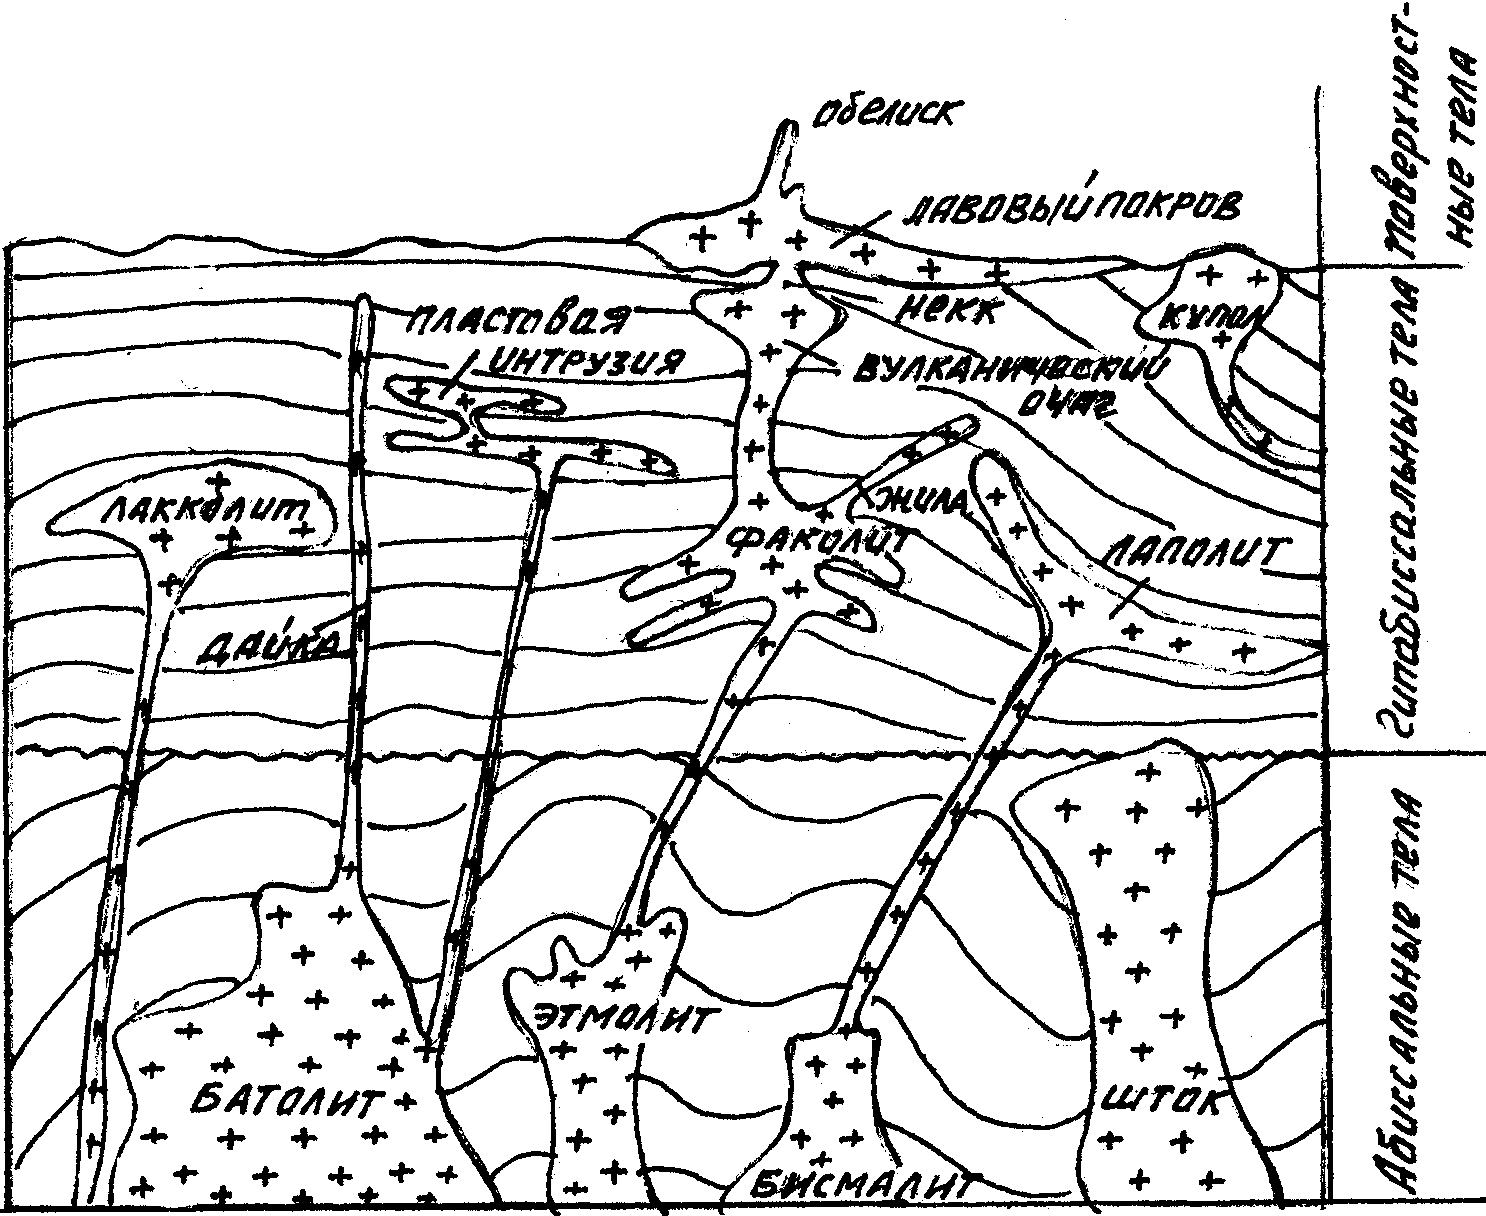 обелиск
лавовый покров
некк
купол
пластовая
интрузия
вулканический
очаг
лакколит
жила
факолит
лаполит
дайка
этмолит
батолит
шток
бисмалит
Поверхност-
ные тела
Гипабиссальные тела
Абиссальные тела